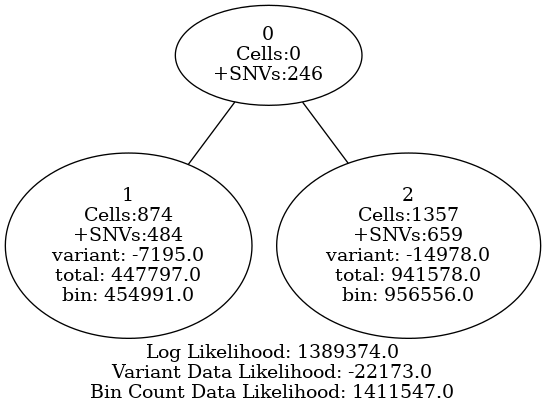 0
Cells:0
+SNVs:246
1
Cells:874
+SNVs:484
variant: -7195.0
total: 447797.0
bin: 454991.0
2
Cells:1357
+SNVs:659
variant: -14978.0
total: 941578.0
bin: 956556.0
Log Likelihood: 1389374.0
Variant Data Likelihood: -22173.0
Bin Count Data Likelihood: 1411547.0